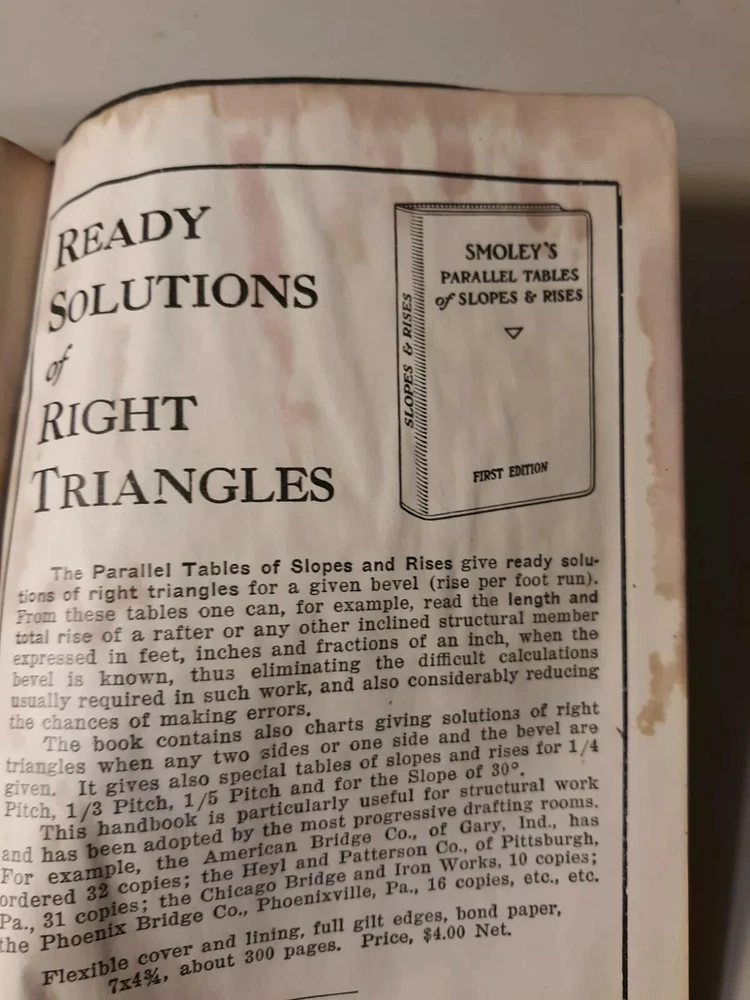 READY
SOLUTIONS
of
RIGHT
TRIANGLES
SMOLEY'S
PARALLEL TABLES
of SLOPES & RISES
SLOPES & RISES
FIRST EDITION
The Parallel Tables of Slopes and Rises give ready solu-
tions of right triangles for a given bevel (rise per foot run).
From these tables one can, for example, read the length and
total rise of a rafter or any other inclined structural member
expressed in feet, inches and fractions of an inch, when the
bevel is known, thus eliminating the difficult calculations
usually required in such work, and also considerably reducing
the chances of making errors.
The book contains also charts giving solutions of right
triangles when any two sides or one side and the bevel are
given. It gives also special tables of slopes and rises for 1/4
Pitch, 1/3 Pitch, 1/5 Pitch and for the Slope of 30°.
This handbook is particularly useful for structural work
and has been adopted by the most progressive drafting rooms.
For example, the American Bridge Co., of Gary, Ind., has
ordered 32 copies; the Heyl and Patterson Co., of Pittsburgh,
Pa., 31 copies; the Chicago Bridge and Iron Works, 10 copies;
the Phoenix Bridge Co., Phoenixville, Pa., 16 copies, etc., etc.
Flexible cover and lining, full gilt edges, bond paper,
7x4¾, about 300 pages. Price, $4.00 Net.